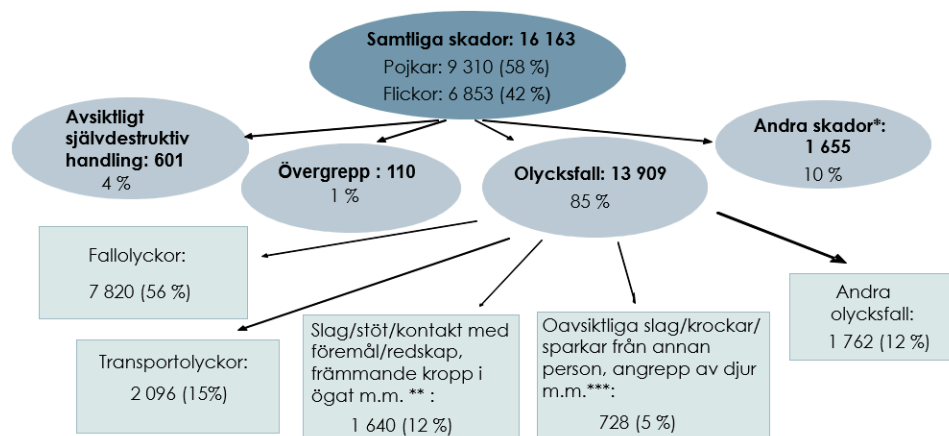 Samtliga skador: 16 163
Pojkar: 9 310 (58 %)
Flickor: 6 853 (42 %)
Avsiktligt
självdestruktiv
handling: 601
4 %
Övergrepp : 110
1 %
Olycksfall: 13 909
85 %
Andra skador*:
1 655
10 %
Fallolyckor:
7 820 (56 %)
Transportolyckor:
2 096 (15%)
Slag/stöt/kontakt med
föremål/redskap,
främmande kropp i
ögat m.m. ** :
1 640 (12 %)
Oavsiktliga slag/krockar/
sparkar från annan
person, angrepp av djur
m.m.***:
728 (5 %)
Andra
olycksfall:
1 762 (12 %)